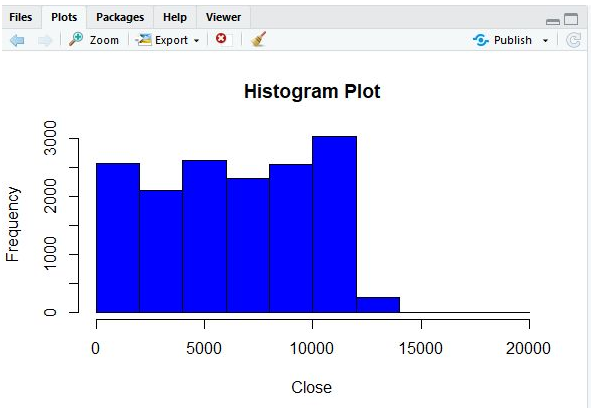 Files Plots Packages Help Viewer
Zoom Export Publish
Histogram Plot
Frequency
3000
2000
1000
0
0 5000 10000 15000 20000
Close